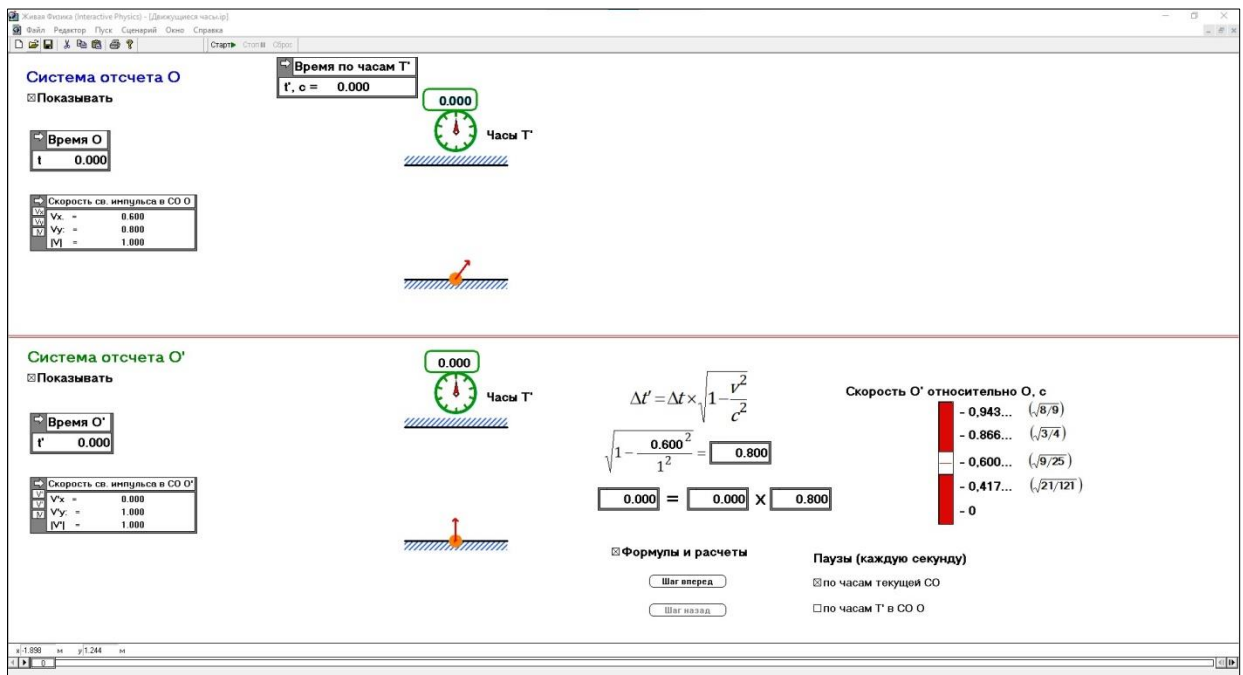 Живая Физика (Interactive Physics) - [Движущиеся часы.ip]
Файл Редактор Пуск Сценарий Окно Справка
Старт Стоп Сброс
Система отсчета O
Показывать
Время O
t 0.000
Скорость св. импульса в СО O
Vx Vx. = 0.600
Vy Vy: = 0.800
|V| |V| = 1.000
Время по часам T'
t', с = 0.000
0.000
Часы T'
Система отсчета O'
Показывать
Время O'
t' 0.000
Скорость св. импульса в СО O'
V'x = 0.000
V'y: = 1.000
|V'| = 1.000
0.000
Часы T'
Δt' = Δt × √1 − v²/c²
√1 − 0.600²/1² = 0.800
0.000 = 0.000 X 0.800
Формулы и расчеты
Шаг вперед
Шаг назад
Скорость O' относительно O, с
- 0,943... (√8/9)
- 0.866... (√3/4)
- 0,600... (√9/25)
- 0,417... (√21/121)
- 0
Паузы (каждую секунду)
по часам текущей СО
по часам T' в СО O
x -1.898 м y 1.244 м
0